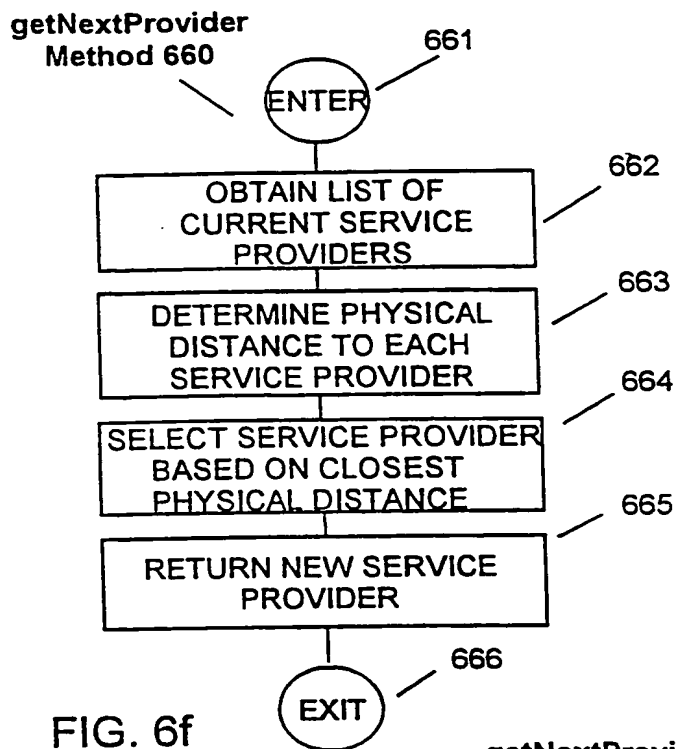 getNextProvider
Method 660
661
ENTER
662
OBTAIN LIST OF
CURRENT SERVICE
PROVIDERS
663
DETERMINE PHYSICAL
DISTANCE TO EACH
SERVICE PROVIDER
664
SELECT SERVICE PROVIDER
BASED ON CLOSEST
PHYSICAL DISTANCE
665
RETURN NEW SERVICE
PROVIDER
666
EXIT
FIG. 6f